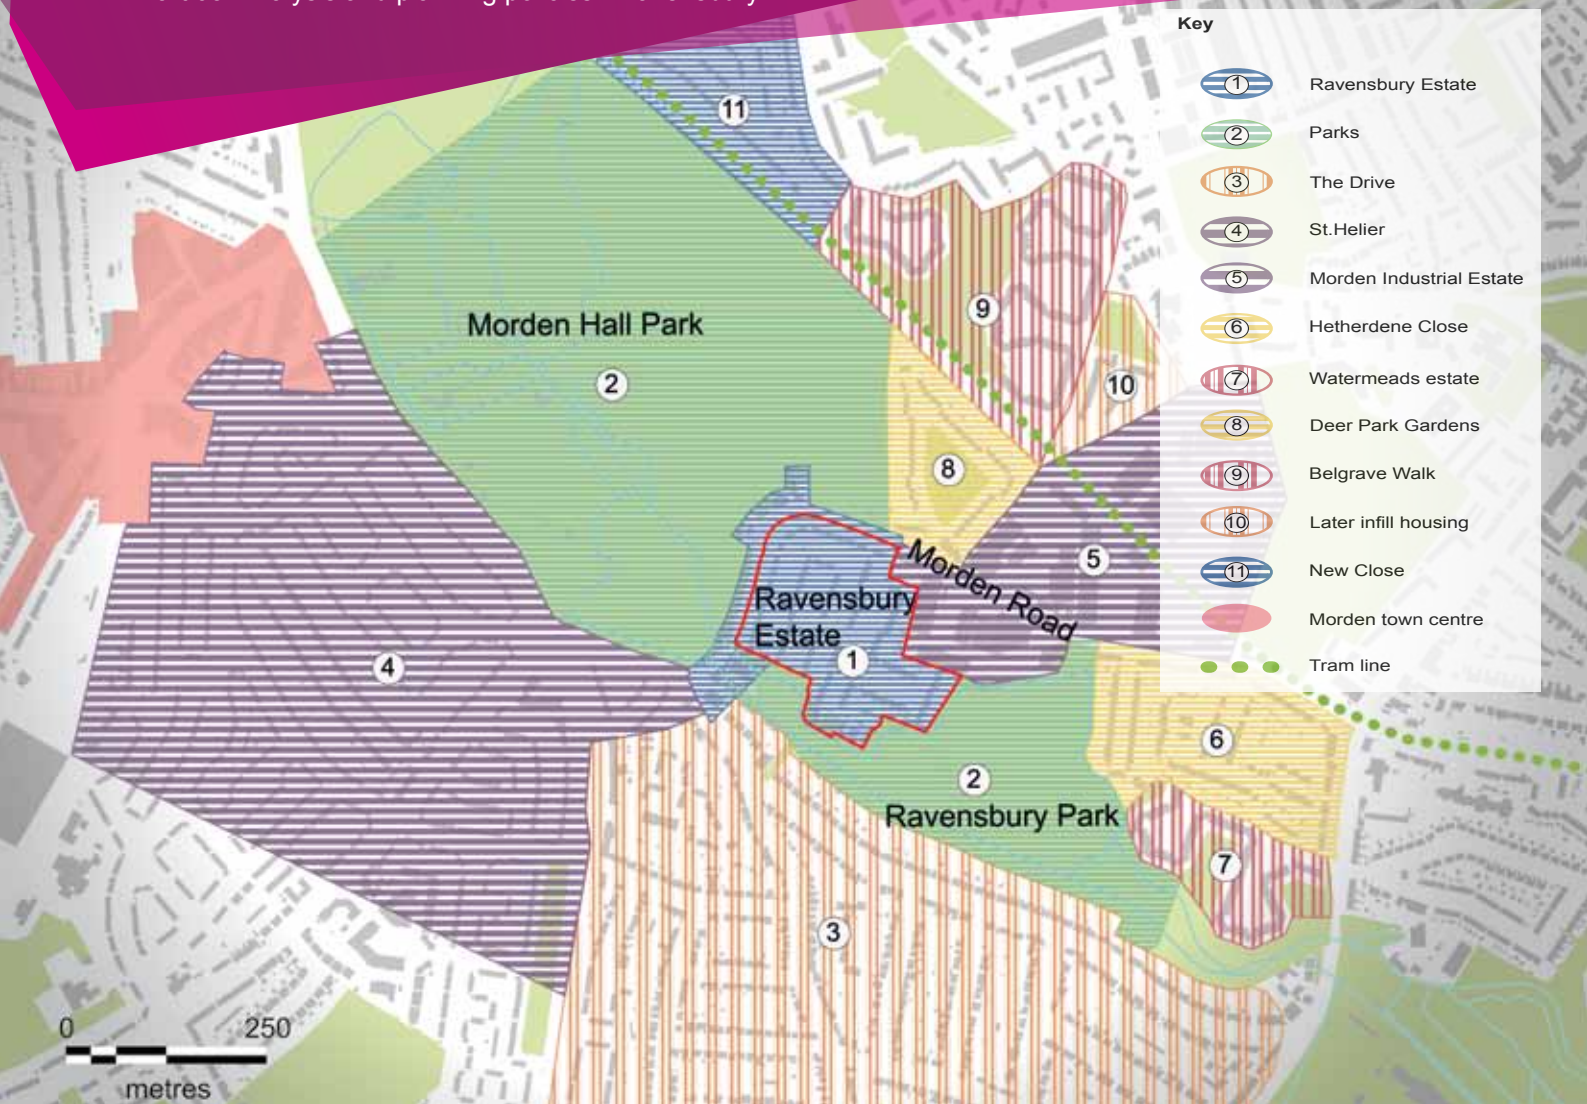 Key
1 Ravensbury Estate
2 Parks
3 The Drive
4 St.Helier
5 Morden Industrial Estate
6 Hetherdene Close
7 Watermeads estate
8 Deer Park Gardens
9 Belgrave Walk
10 Later infill housing
11 New Close
Morden town centre
Tram line
11
Morden Hall Park
2
9
10
8
Morden Road
5
Ravensbury
Estate
1
4
6
2
Ravensbury Park
7
3
0 250
metres